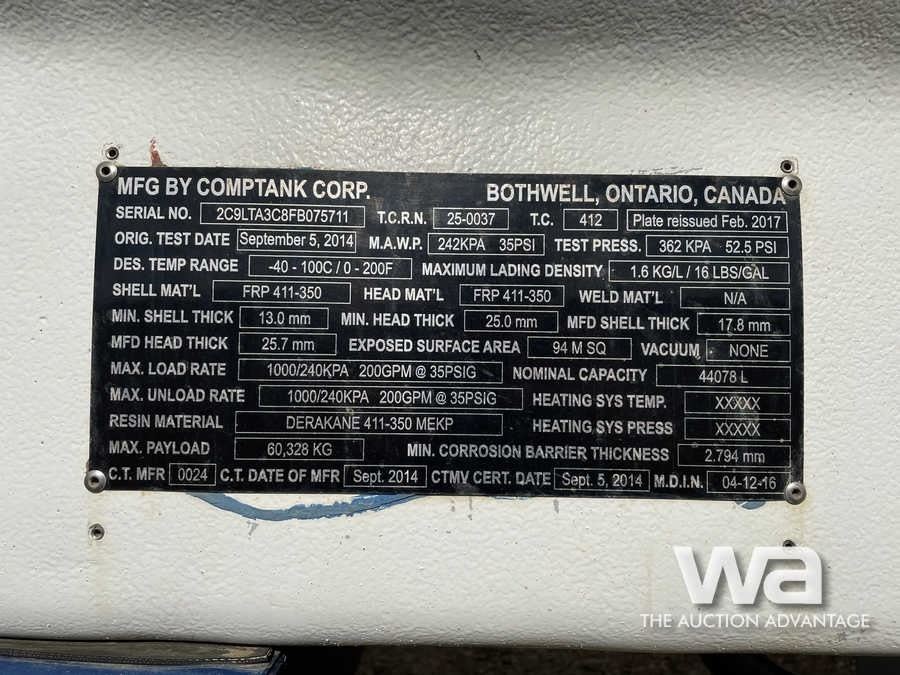 MFG BY COMPTANK CORP. BOTHWELL, ONTARIO, CANADA
SERIAL NO. 2C9LTA3C8FB075711 T.C.R.N. 25-0037 T.C. 412 Plate reissued Feb. 2017
ORIG. TEST DATE September 5, 2014 M.A.W.P. 242KPA 35PSI TEST PRESS. 362 KPA 52.5 PSI
DES. TEMP RANGE -40 - 100C / 0 - 200F MAXIMUM LADING DENSITY 1.6 KG/L / 16 LBS/GAL
SHELL MAT'L FRP 411-350 HEAD MAT'L FRP 411-350 WELD MAT'L N/A
MIN. SHELL THICK 13.0 mm MIN. HEAD THICK 25.0 mm MFD SHELL THICK 17.8 mm
MFD HEAD THICK 25.7 mm EXPOSED SURFACE AREA 94 M SQ VACUUM NONE
MAX. LOAD RATE 1000/240KPA 200GPM @ 35PSIG NOMINAL CAPACITY 44078 L
MAX. UNLOAD RATE 1000/240KPA 200GPM @ 35PSIG HEATING SYS TEMP. XXXXX
RESIN MATERIAL DERAKANE 411-350 MEKP HEATING SYS PRESS XXXXX
MAX. PAYLOAD 60,328 KG MIN. CORROSION BARRIER THICKNESS 2.794 mm
C.T. MFR 0024 C.T. DATE OF MFR Sept. 2014 CTMV CERT. DATE Sept. 5, 2014 M.D.I.N. 04-12-16
wa
THE AUCTION ADVANTAGE